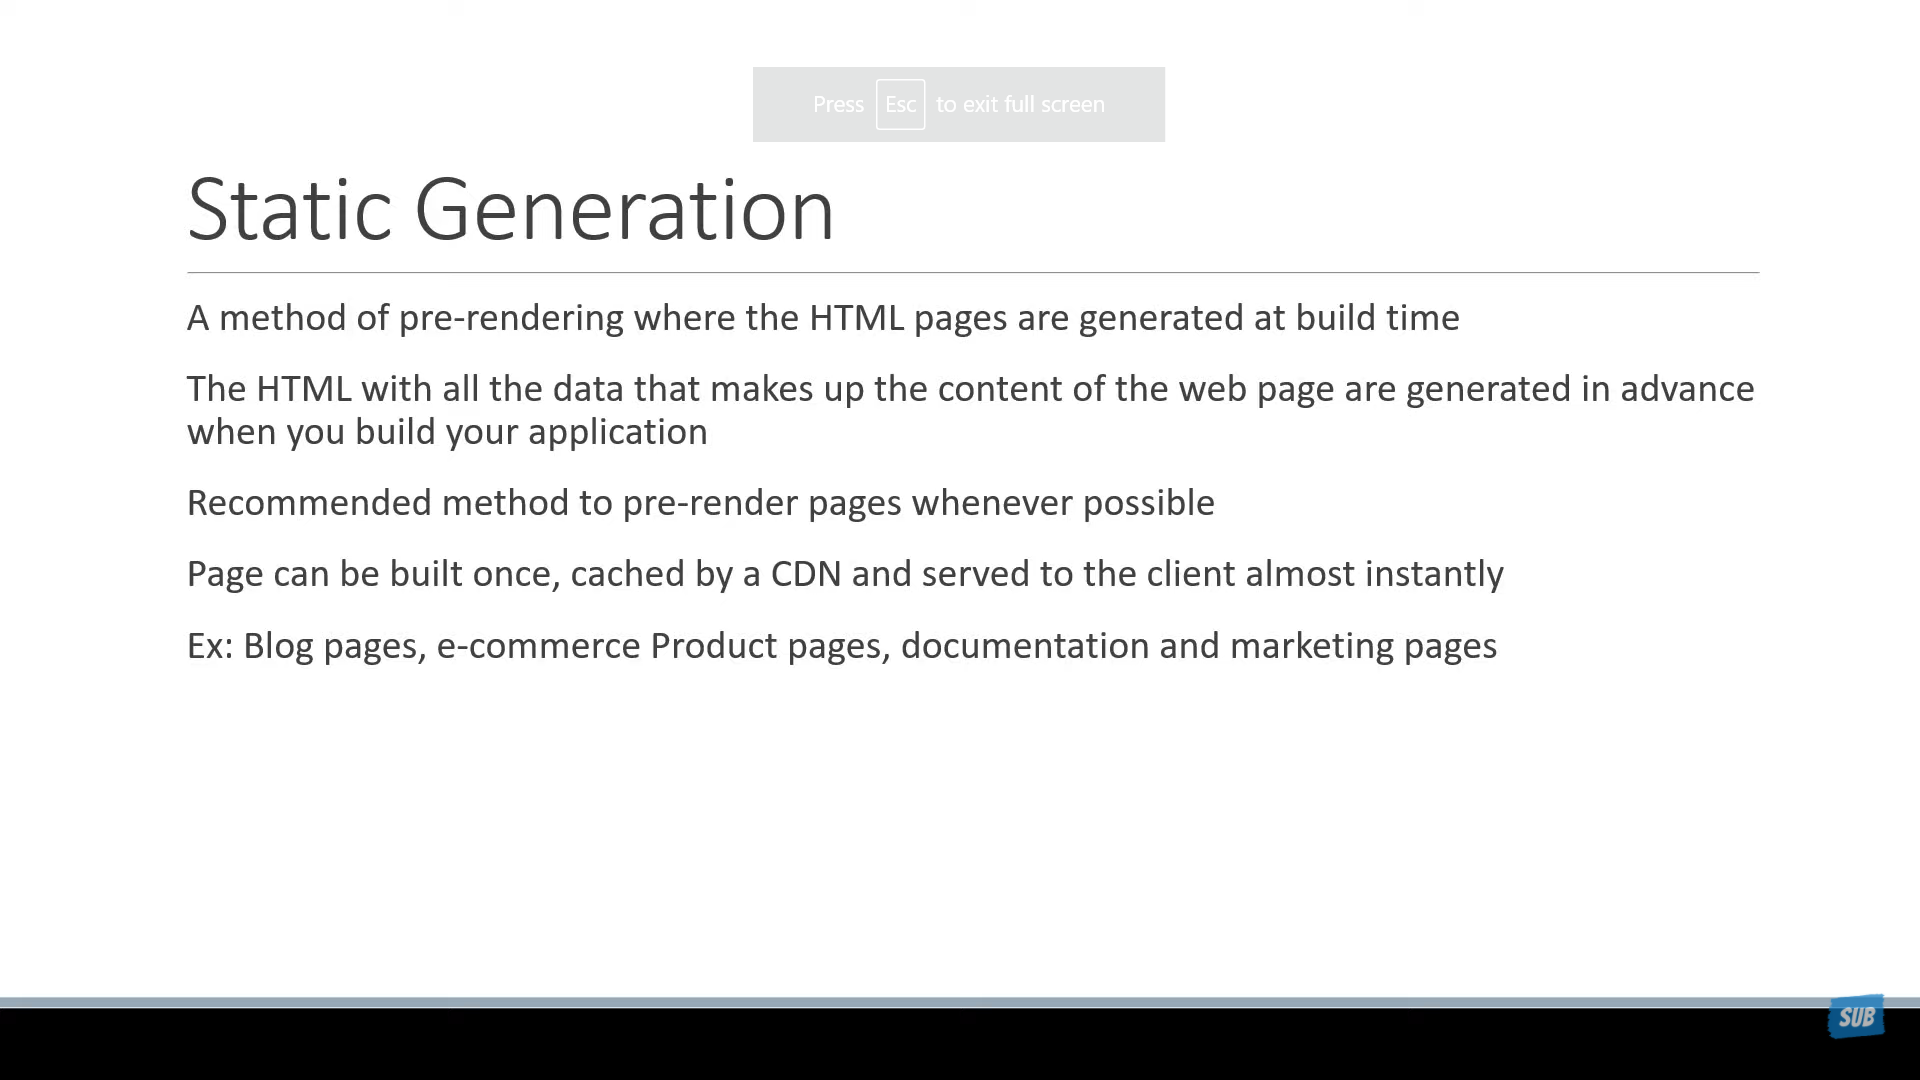 Press Esc to exit full screen
Static Generation
A method of pre-rendering where the HTML pages are generated at build time
The HTML with all the data that makes up the content of the web page are generated in advance
when you build your application
Recommended method to pre-render pages whenever possible
Page can be built once, cached by a CDN and served to the client almost instantly
Ex: Blog pages, e-commerce Product pages, documentation and marketing pages
SUB